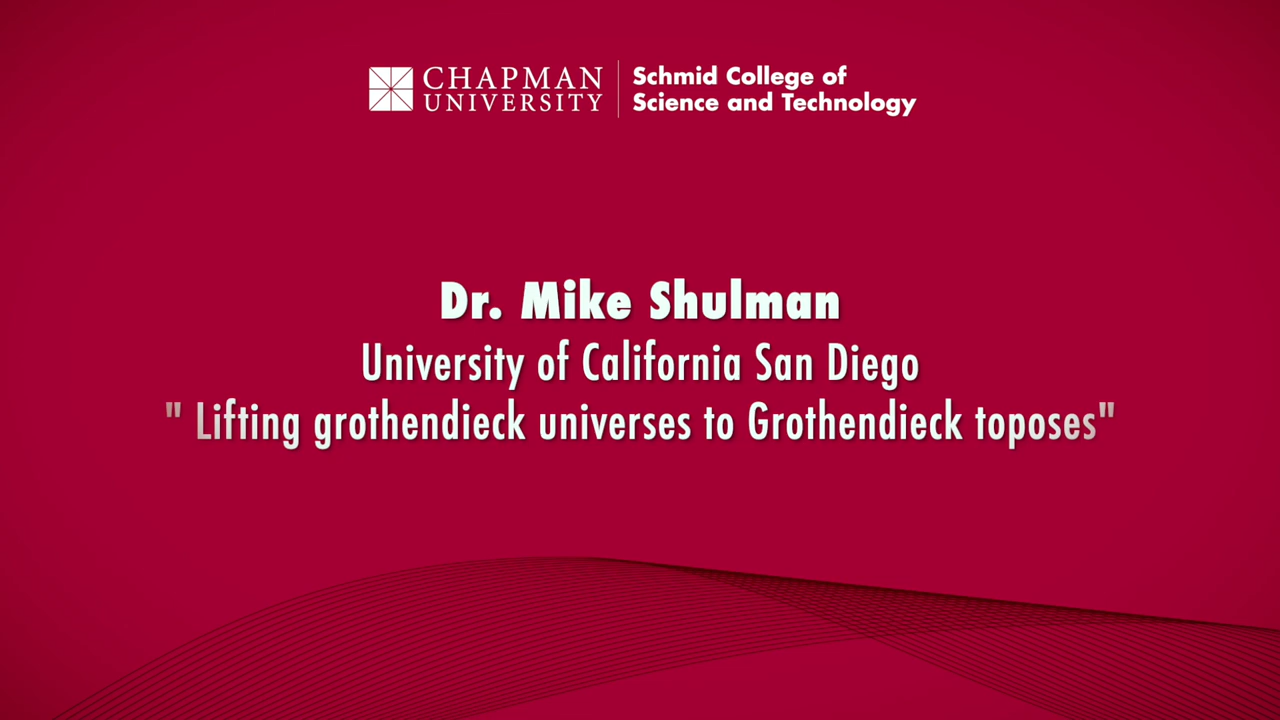 CHAPMAN
UNIVERSITY
Schmid College of
Science and Technology
Dr. Mike Shulman
University of California San Diego
" Lifting grothendieck universes to Grothendieck toposes"